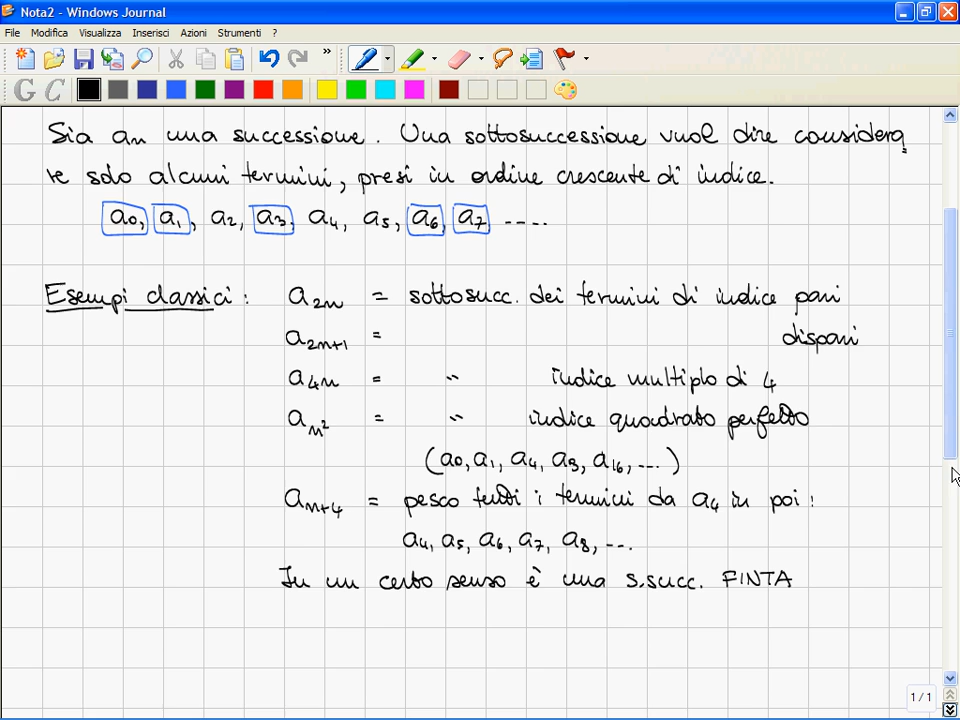 Nota2 - Windows Journal
File Modifica Visualizza Inserisci Azioni Strumenti ?
Sia an una successione. Una sottosuccessione vuol dire considera
re solo alcuni termini, presi in ordine crescente di indice.
a0, a1, a2, a3, a4, a5, a6, a7 ....
Esempi classici: a2n = sottosucc. dei termini di indice pari
a2n+1 = dispari
a4n = " indice multiplo di 4
an² = " indice quadrato perfetto
(a0, a1, a4, a9, a16, ...)
an+4 = pesco tutti i termini da a4 in poi:
a4, a5, a6, a7, a8, ...
In un certo senso è una s.succ. FINTA
1 / 1